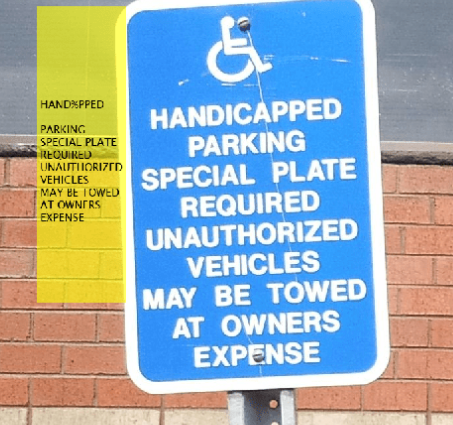 HAND%PPED
PARKING
SPECIAL PLATE
REQUIRED
UNAUTHORIZED
VEHICLES
MAY BE TOWED
AT OWNERS
EXPENSE
HANDICAPPED
PARKING
SPECIAL PLATE
REQUIRED
UNAUTHORIZED
VEHICLES
MAY BE TOWED
AT OWNERS
EXPENSE